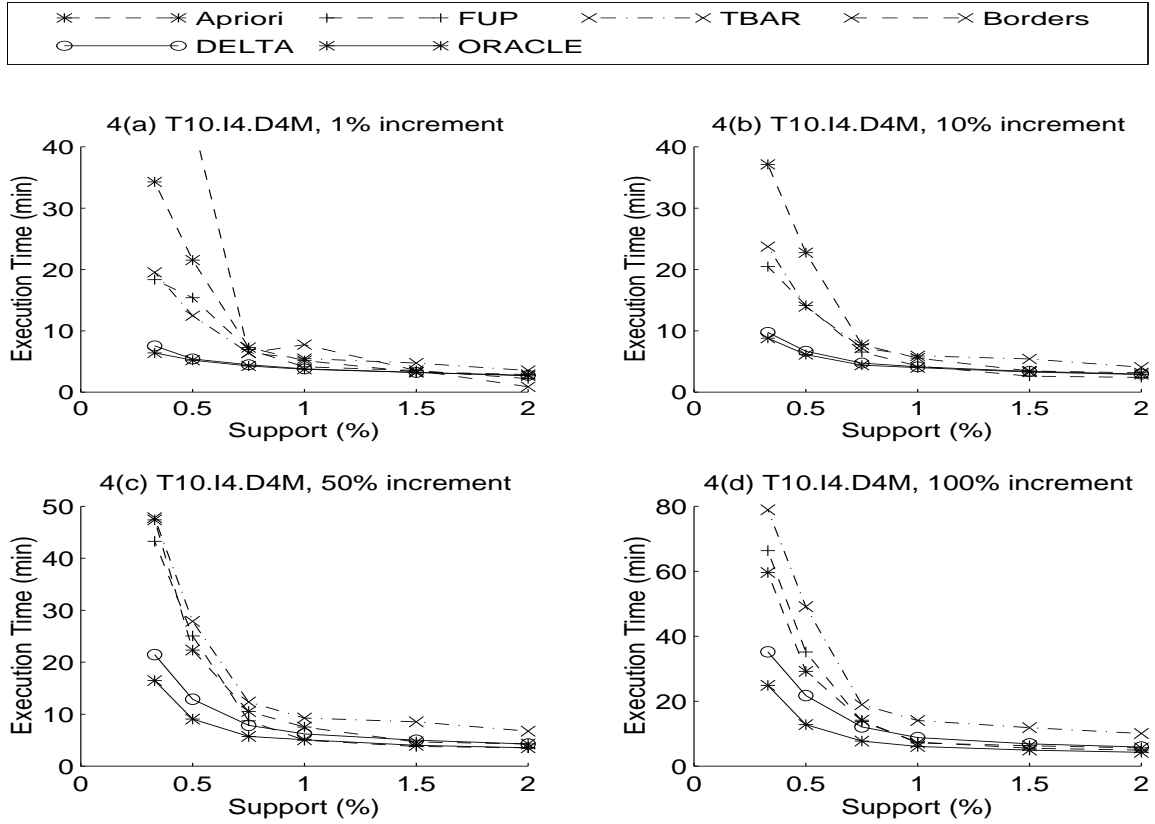 Apriori FUP TBAR Borders
DELTA ORACLE
4(a) T10.I4.D4M, 1% increment
40
30
20
10
0
Execution Time (min)
0 0.5 1 1.5 2
Support (%)
4(b) T10.I4.D4M, 10% increment
40
30
20
10
0
Execution Time (min)
0 0.5 1 1.5 2
Support (%)
4(c) T10.I4.D4M, 50% increment
50
40
30
20
10
0
Execution Time (min)
0 0.5 1 1.5 2
Support (%)
4(d) T10.I4.D4M, 100% increment
80
60
40
20
0
Execution Time (min)
0 0.5 1 1.5 2
Support (%)